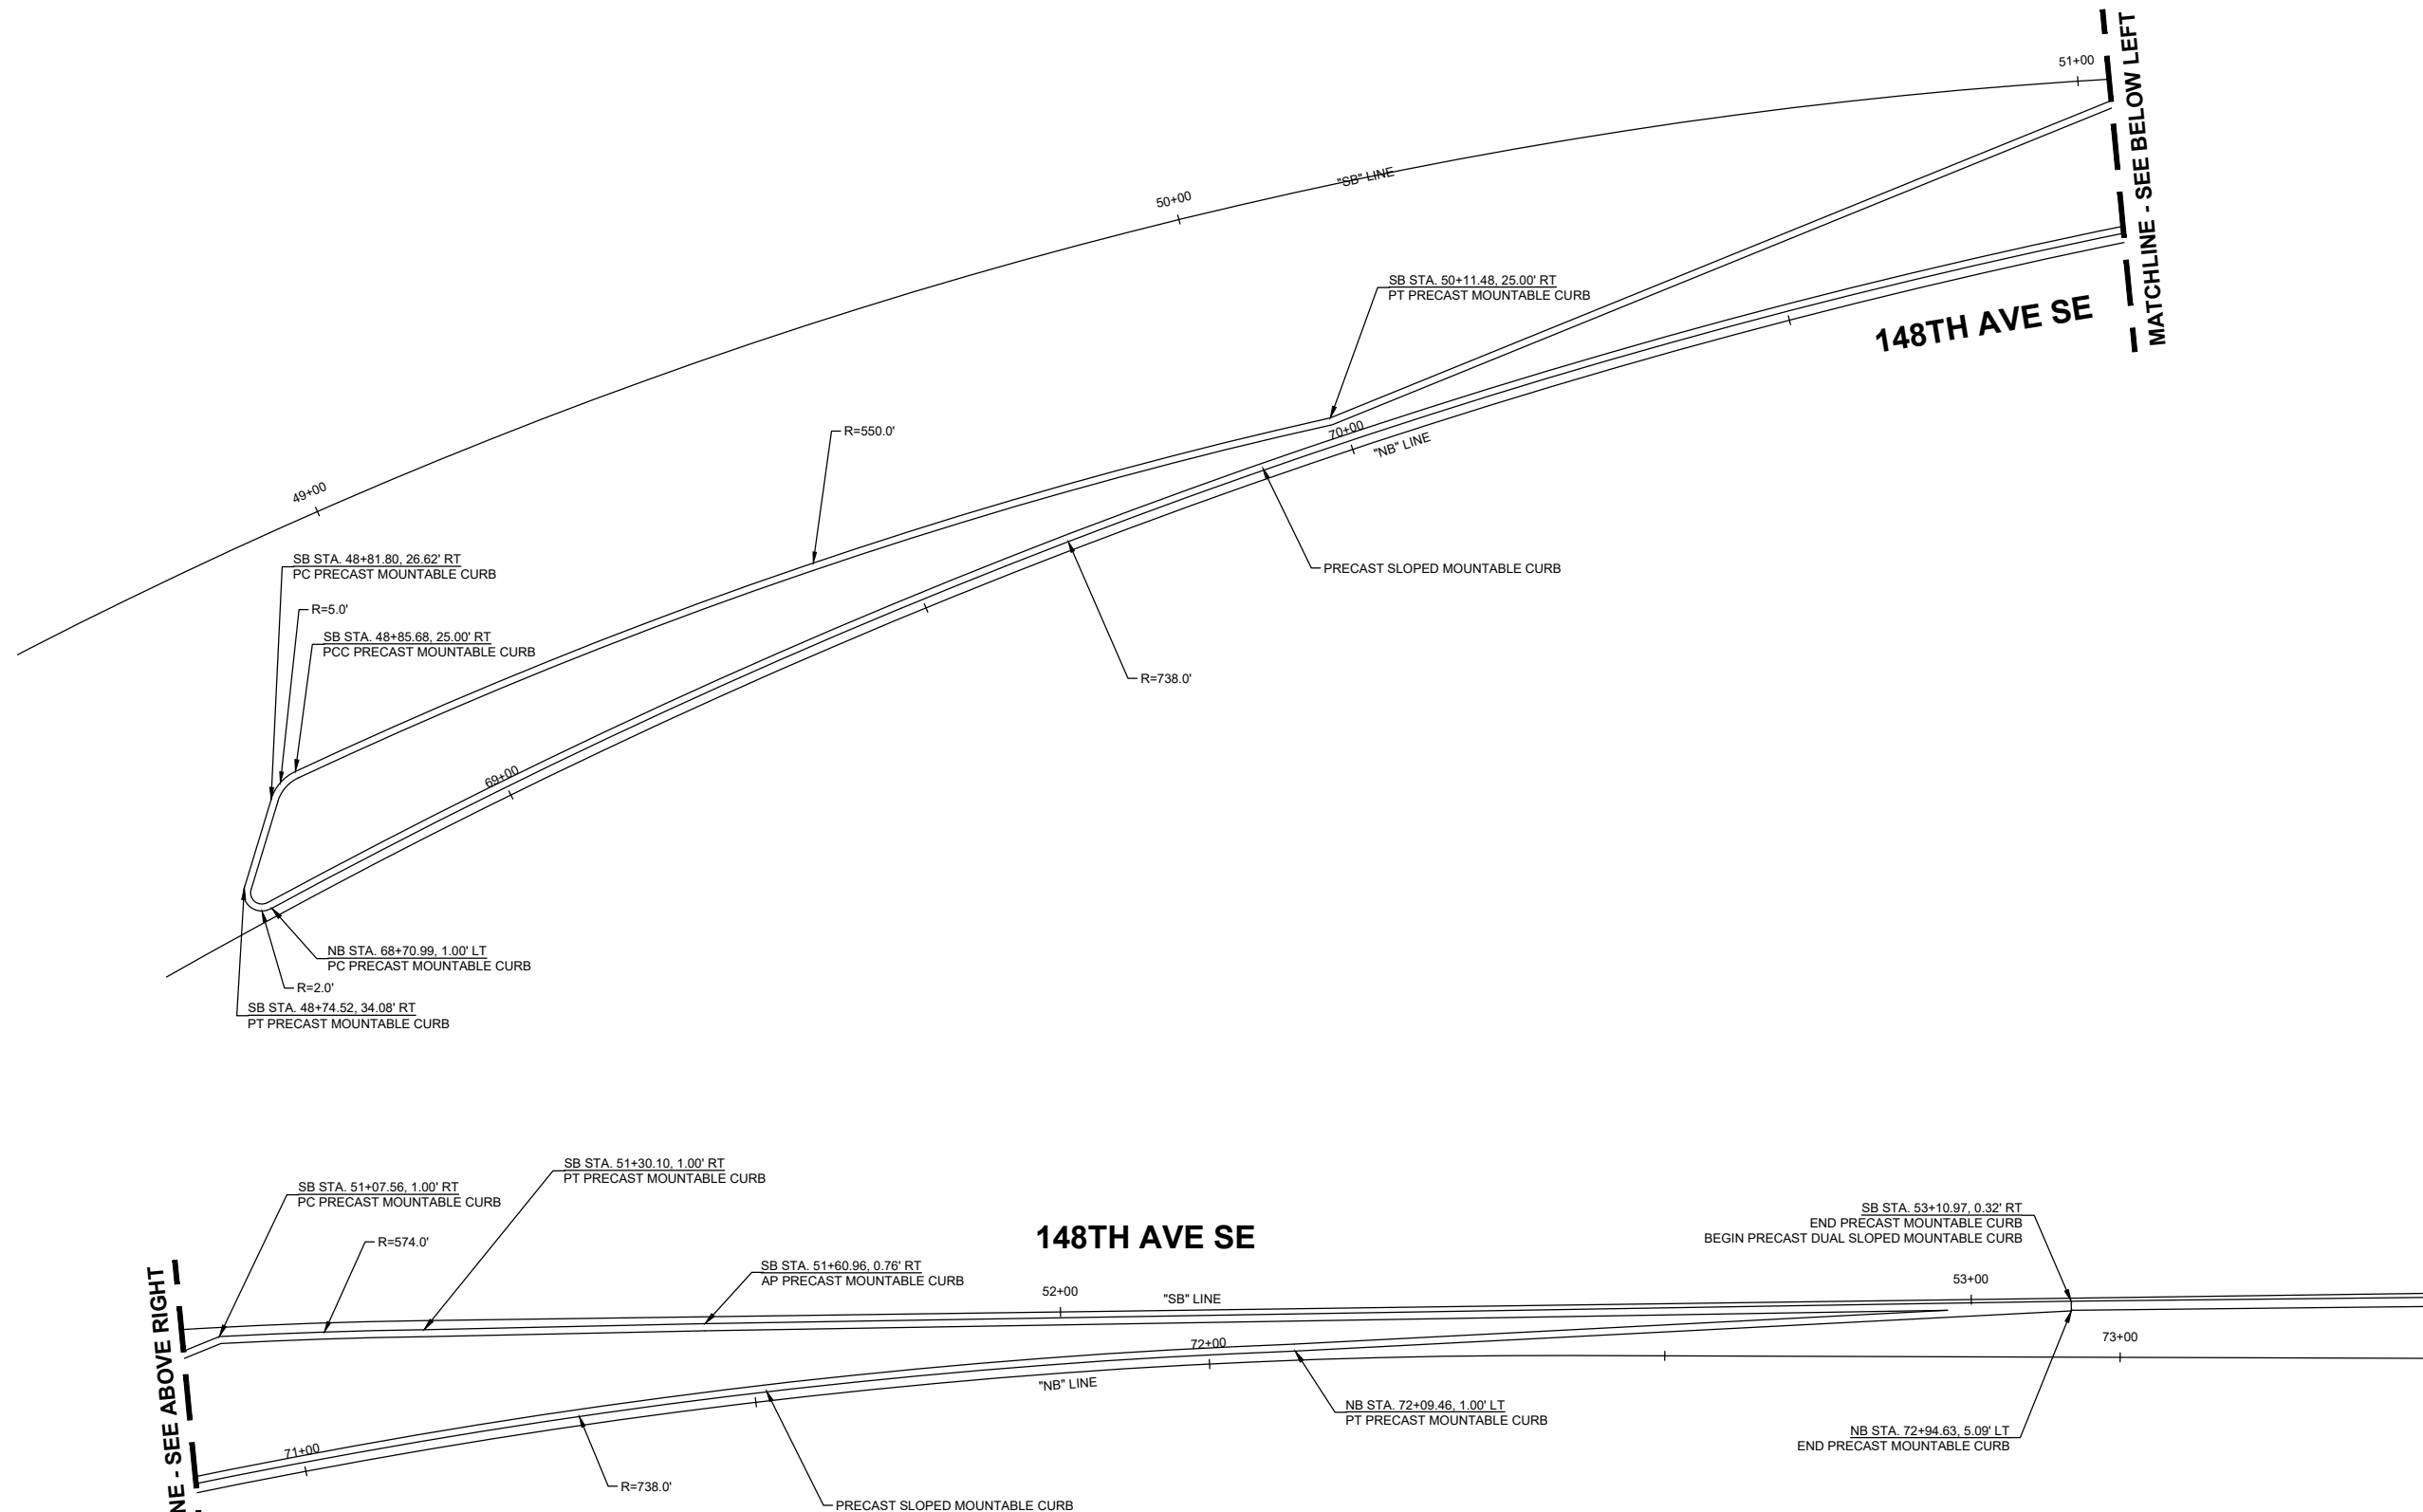 51+00
MATCHLINE - SEE BELOW LEFT
50+00
"SB" LINE
SB STA. 50+11.48, 25.00' RT
PT PRECAST MOUNTABLE CURB
148TH AVE SE
R=550.0'
70+00
"NB" LINE
49+00
SB STA. 48+81.80, 26.62' RT
PC PRECAST MOUNTABLE CURB
PRECAST SLOPED MOUNTABLE CURB
R=5.0'
SB STA. 48+85.68, 25.00' RT
PCC PRECAST MOUNTABLE CURB
R=738.0'
69+00
NB STA. 68+70.99, 1.00' LT
PC PRECAST MOUNTABLE CURB
R=2.0'
SB STA. 48+74.52, 34.08' RT
PT PRECAST MOUNTABLE CURB
SB STA. 51+30.10, 1.00' RT
PT PRECAST MOUNTABLE CURB
SB STA. 51+07.56, 1.00' RT
PC PRECAST MOUNTABLE CURB
R=574.0'
148TH AVE SE
SB STA. 53+10.97, 0.32' RT
END PRECAST MOUNTABLE CURB
BEGIN PRECAST DUAL SLOPED MOUNTABLE CURB
SB STA. 51+60.96, 0.76' RT
AP PRECAST MOUNTABLE CURB
52+00
"SB" LINE
53+00
NE - SEE ABOVE RIGHT
72+00
73+00
"NB" LINE
NB STA. 72+09.46, 1.00' LT
PT PRECAST MOUNTABLE CURB
NB STA. 72+94.63, 5.09' LT
END PRECAST MOUNTABLE CURB
71+00
R=738.0'
PRECAST SLOPED MOUNTABLE CURB